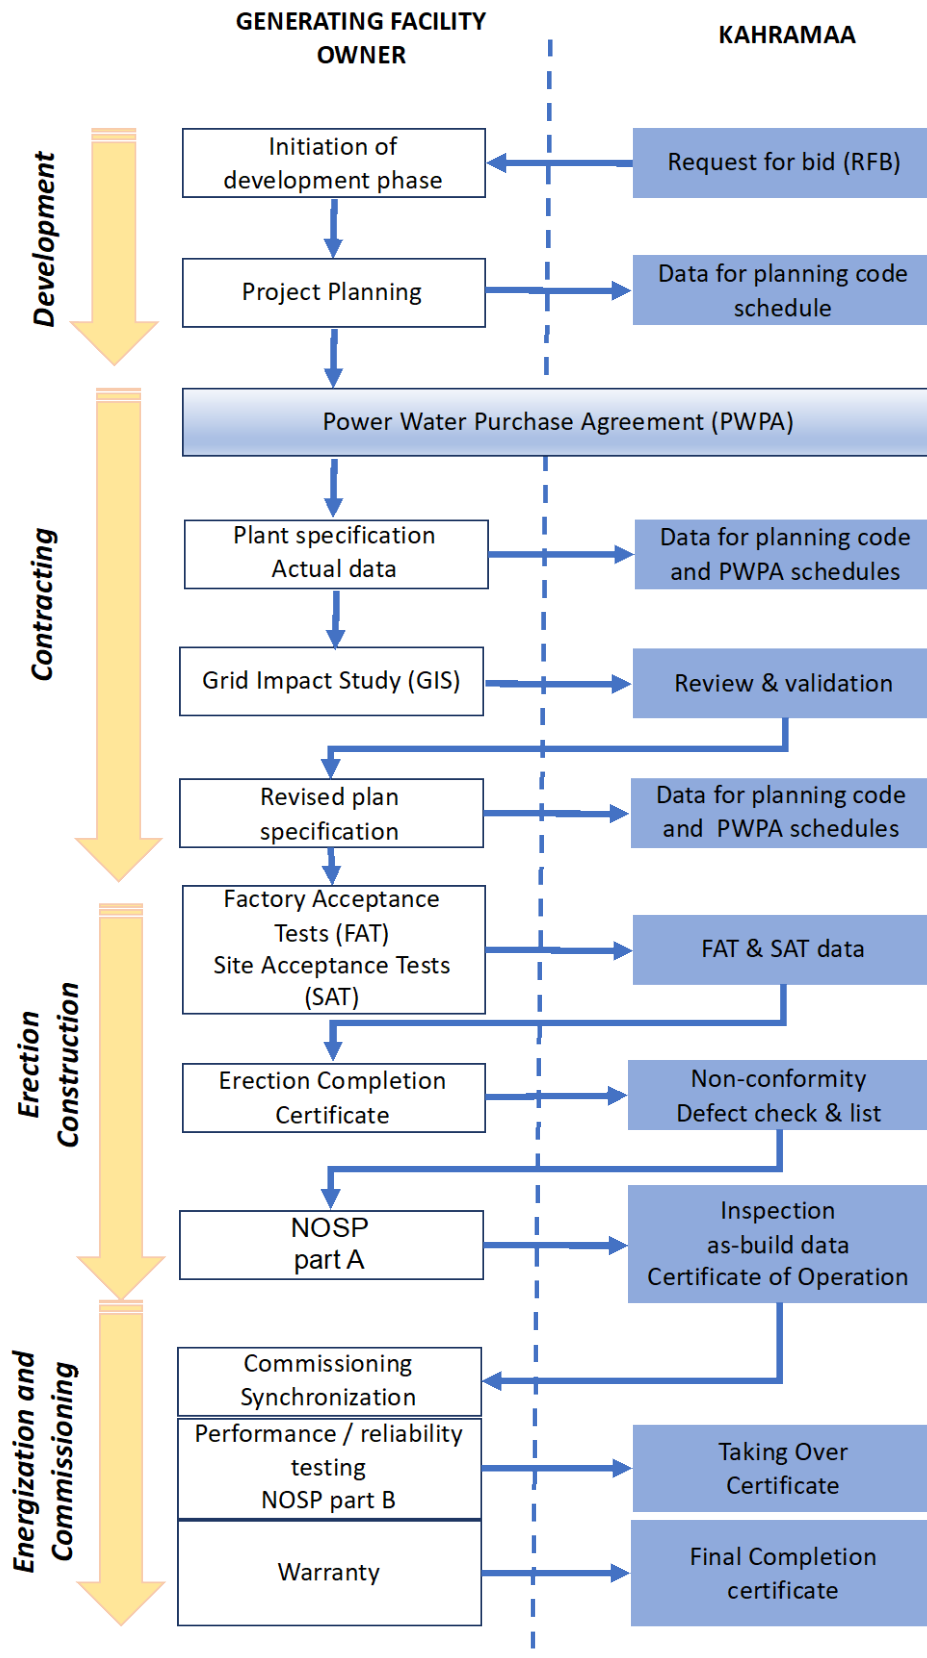 GENERATING FACILITY
OWNER
KAHRAMAA
Development
Initiation of
development phase
Request for bid (RFB)
Project Planning
Data for planning code
schedule
Power Water Purchase Agreement (PWPA)
Contracting
Plant specification
Actual data
Data for planning code
and PWPA schedules
Grid Impact Study (GIS)
Review & validation
Revised plan
specification
Data for planning code
and PWPA schedules
Erection
Construction
Factory Acceptance
Tests (FAT)
Site Acceptance Tests
(SAT)
FAT & SAT data
Erection Completion
Certificate
Non-conformity
Defect check & list
NOSP
part A
Inspection
as-build data
Certificate of Operation
Energization and
Commissioning
Commissioning
Synchronization
Performance / reliability
testing
NOSP part B
Taking Over
Certificate
Warranty
Final Completion
certificate